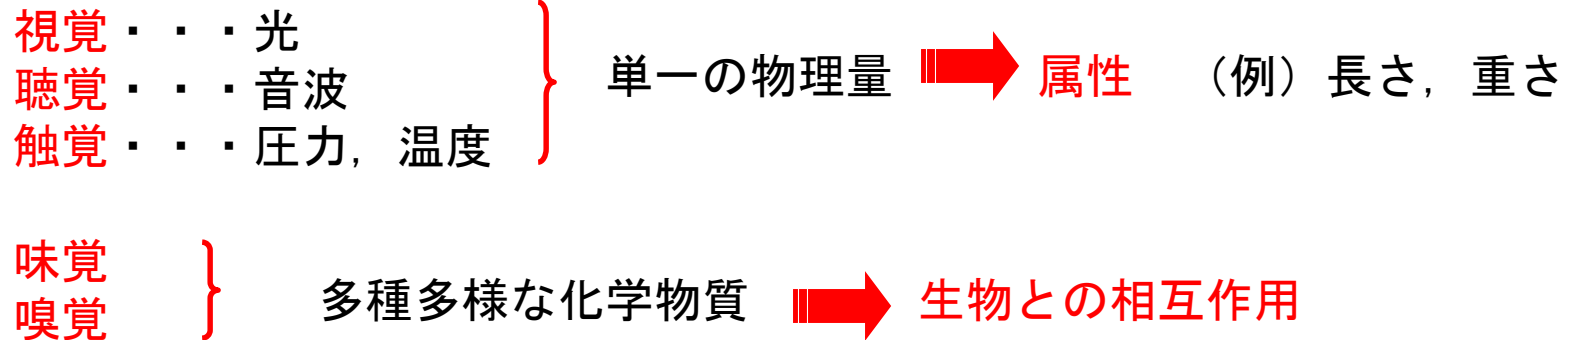 視覚・・・光
聴覚・・・音波
触覚・・・圧力，温度
単一の物理量 属性 （例）長さ，重さ
味覚
嗅覚
多種多様な化学物質 生物との相互作用